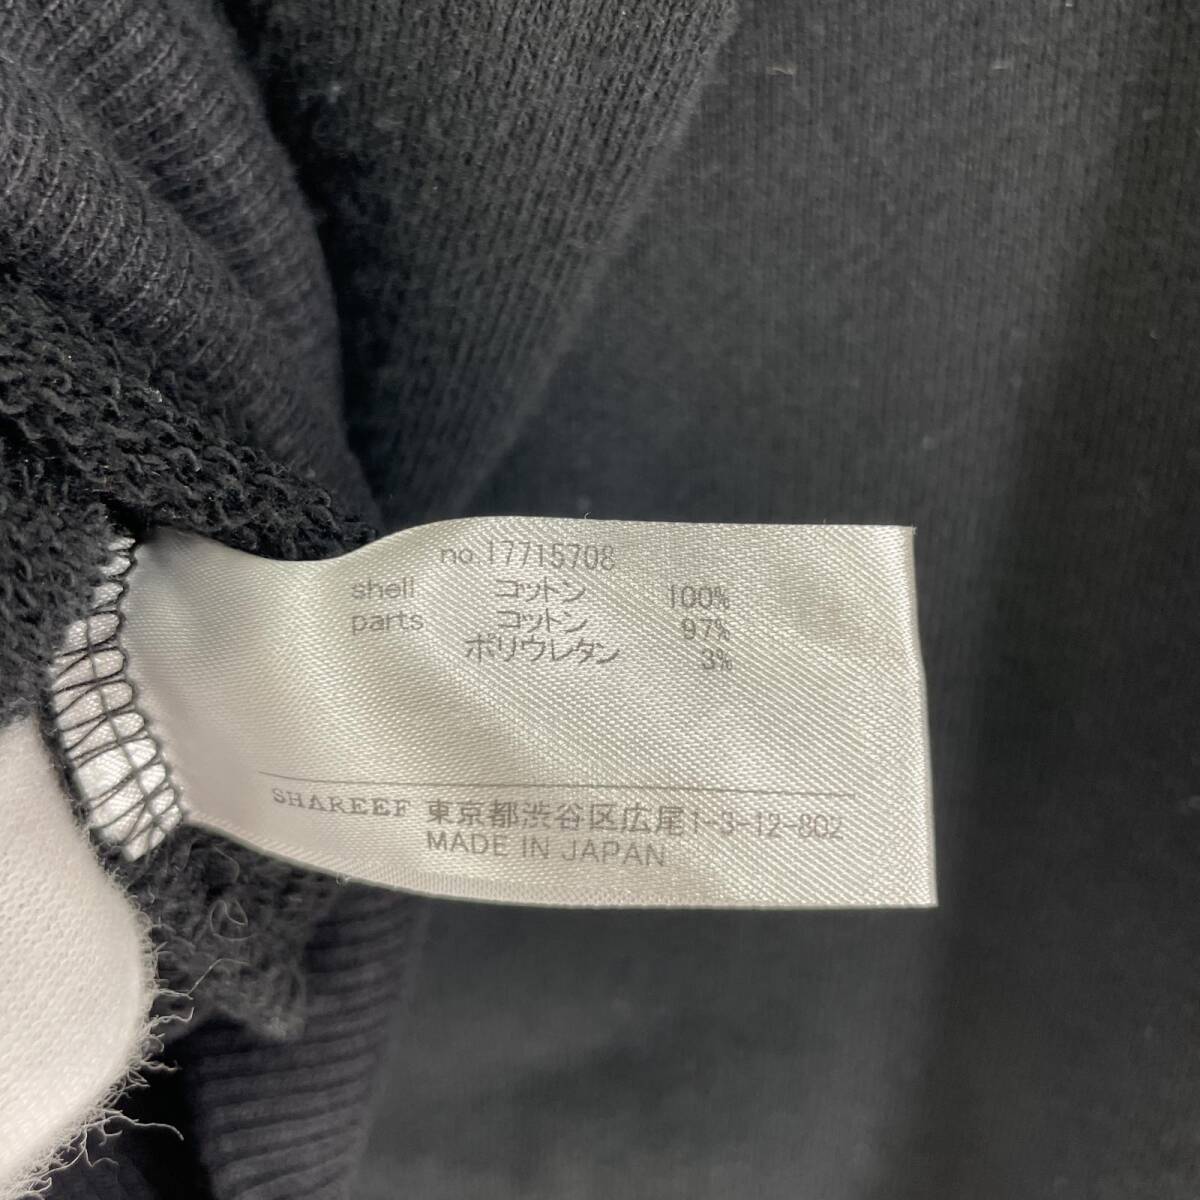 no.17715708
shell コットン 100%
parts コットン 97%
ポリウレタン 3%
SHAREEF 東京都渋谷区広尾1-3-12-802
MADE IN JAPAN